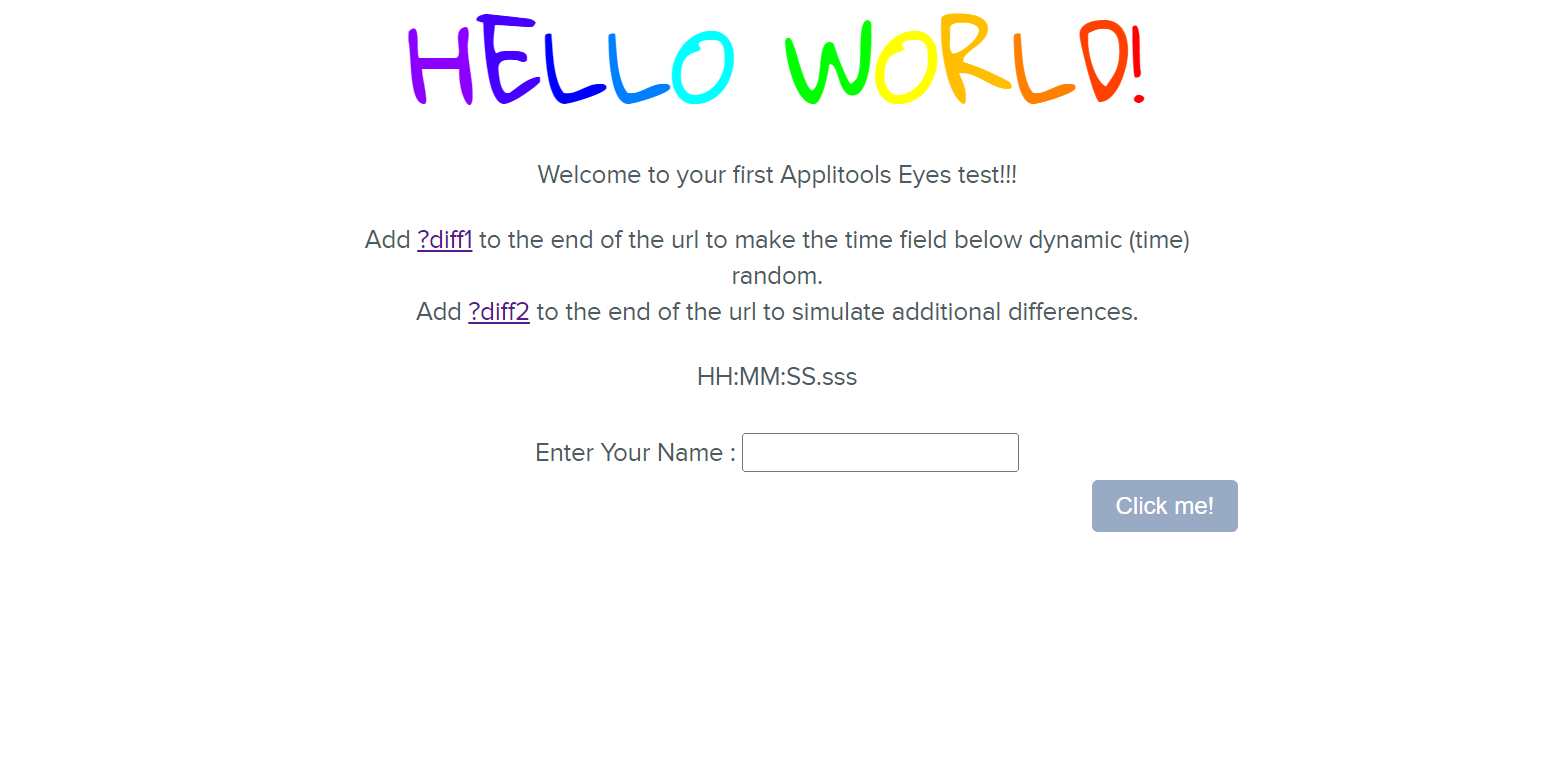 HELLO WORLD!
Welcome to your first Applitools Eyes test!!!
Add ?diff1 to the end of the url to make the time field below dynamic (time)
random.
Add ?diff2 to the end of the url to simulate additional differences.
HH:MM:SS.sss
Enter Your Name :
Click me!